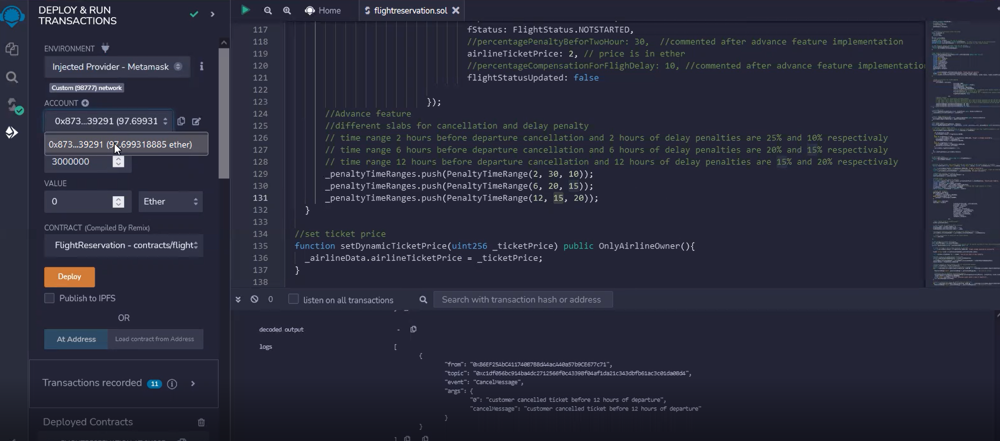 DEPLOY & RUN
TRANSACTIONS
ENVIRONMENT
Injected Provider - Metamask
Custom (98777) network
ACCOUNT
0x873...39291 (97.69931
0x873...39291 (97.699318885 ether)
3000000
VALUE
0
Ether
CONTRACT (Compiled By Remix)
FlightReservation - contracts/flight
Deploy
Publish to IPFS
OR
At Address
Load contract from Address
Transactions recorded 11
Deployed Contracts
Home
flightreservation.sol
117 fStatus: FlightStatus.NOTSTARTED,
118 //percentagePenaltyBeforTwoHour: 30, //commented after advance feature implementation
119 airlineTicketPrice: 2, // price is in ether
120 //percentageCompensationForFlighDelay: 10, //commented after advance feature implementatio
121 flightStatusUpdated: false
122
123 });
124 //Advance feature
125 //different slabs for cancellation and delay penalty
126 // time range 2 hours before departure cancellation and 2 hours of delay penalties are 25% and 10% respectivaly
127 // time range 6 hours before departure cancellation and 6 hours of delay penalties are 20% and 15% respectivaly
128 // time range 12 hours before departure cancellation and 12 hours of delay penalties are 15% and 20% respectivaly
129 _penaltyTimeRanges.push(PenaltyTimeRange(2, 30, 10));
130 _penaltyTimeRanges.push(PenaltyTimeRange(6, 20, 15));
131 _penaltyTimeRanges.push(PenaltyTimeRange(12, 15, 20));
132 }
133
134 //set ticket price
135 function setDynamicTicketPrice(uint256 _ticketPrice) public OnlyAirlineOwner(){
136 _airlineData.airlineTicketPrice = _ticketPrice;
137 }
138
0 listen on all transactions
Search with transaction hash or address
decoded output -
logs [
{
"from": "0x86EF25AbC411740B7B8dA4acA40a57b9CE677c71",
"topic": "0xc1df056bc914ba4dc2712566f0c43398f04af1da21c343dbfb61ac3c01da08d4",
"event": "CancelMessage",
"args": {
"0": "customer cancelled ticket before 12 hours of departure",
"cancelMessage": "customer cancelled ticket before 12 hours of departure"
}
}
]